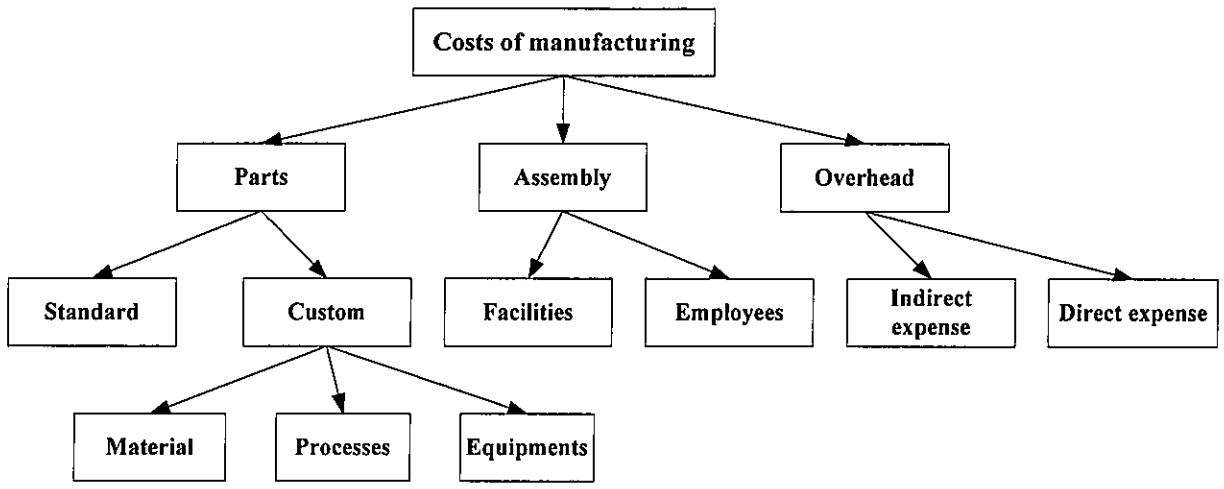 Costs of manufacturing
Parts
Assembly
Overhead
Standard
Custom
Facilities
Employees
Indirect
expense
Direct expense
Material
Processes
Equipments